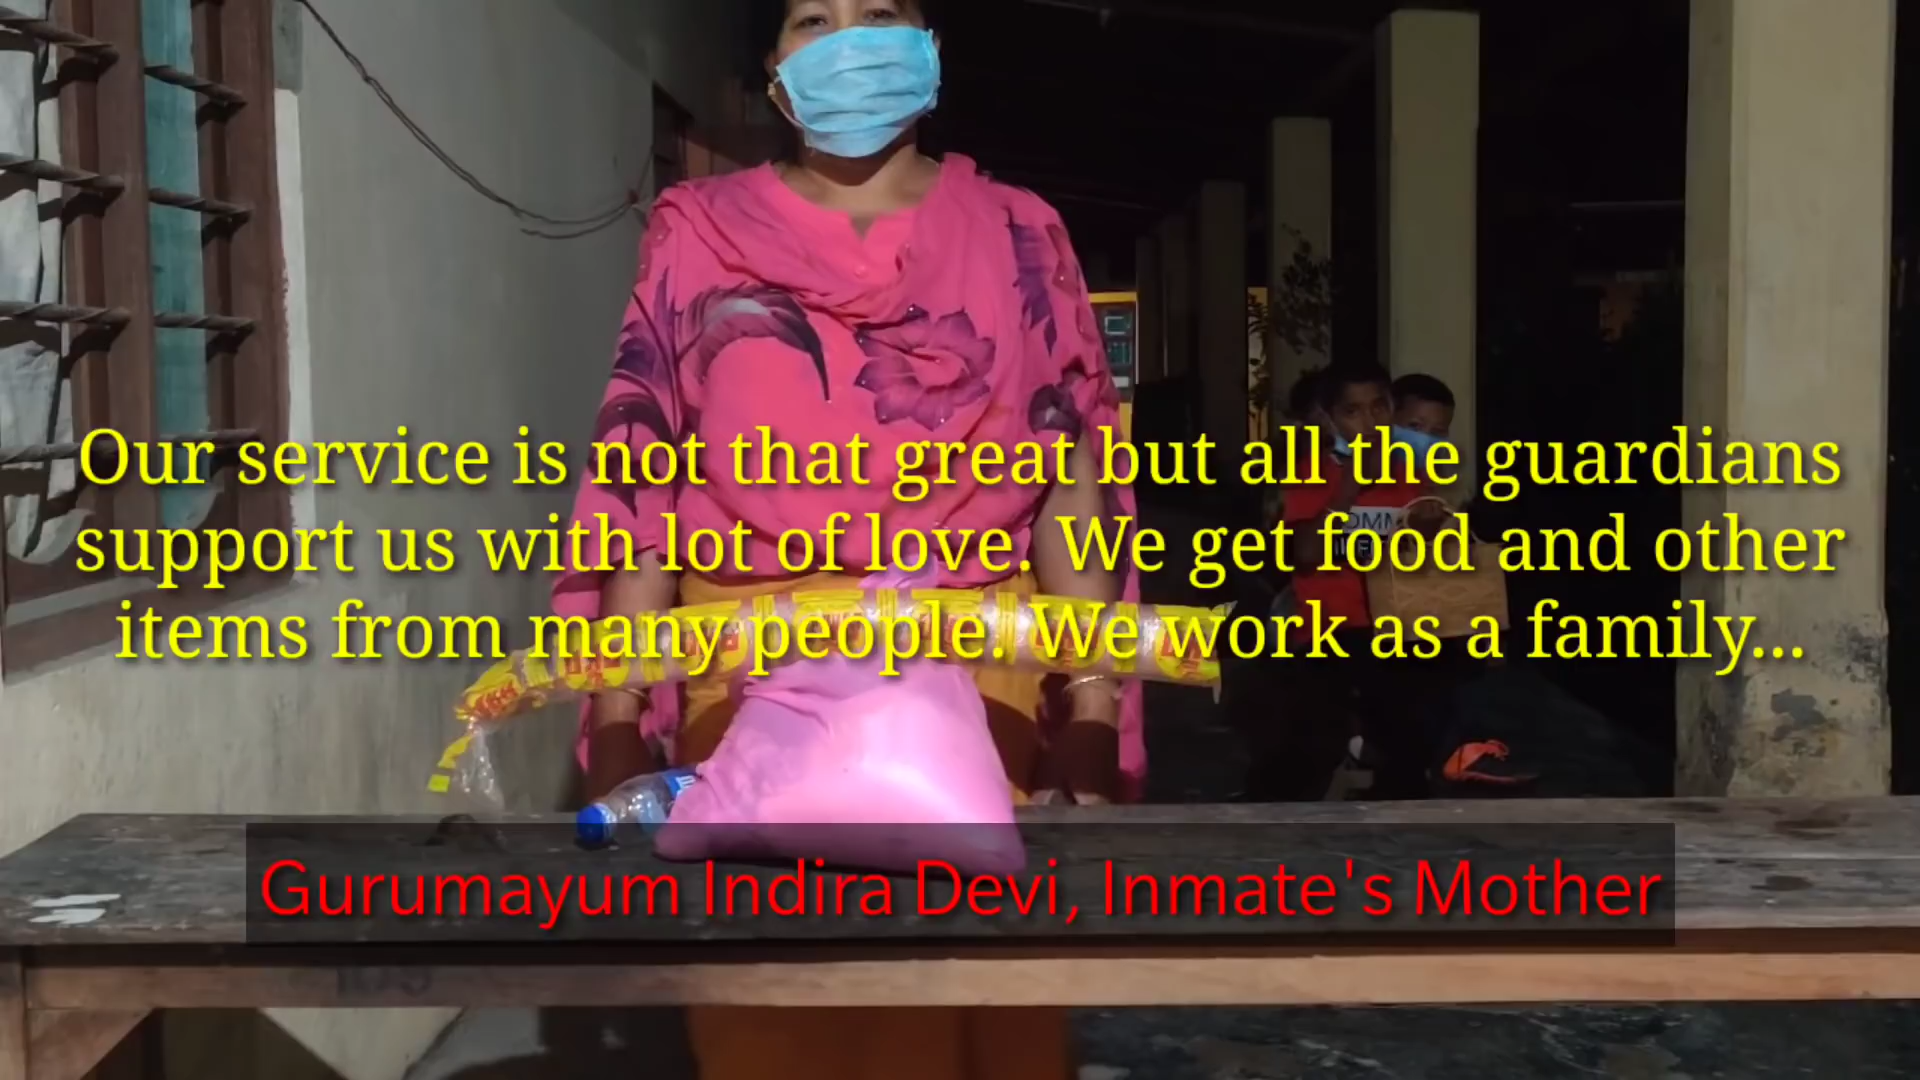 Our service is not that great but all the guardians
support us with lot of love. We get food and other
items from many people. We work as a family...
Gurumayum Indira Devi, Inmate's Mother